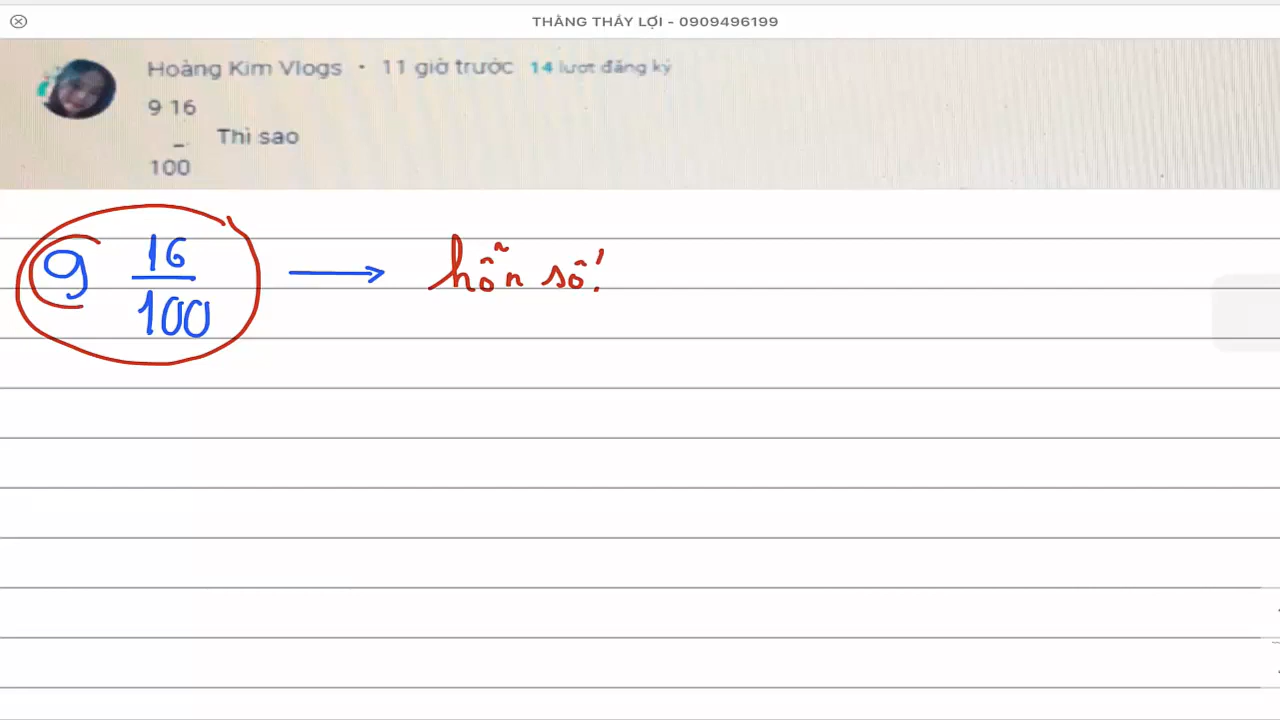 THẦNG THẦY LỢI - 0909496199
Hoàng Kim Vlogs · 11 giờ trước 14 lượt đăng ký
9 16
_ Thì sao
100
9 16/100 → hỗn số!